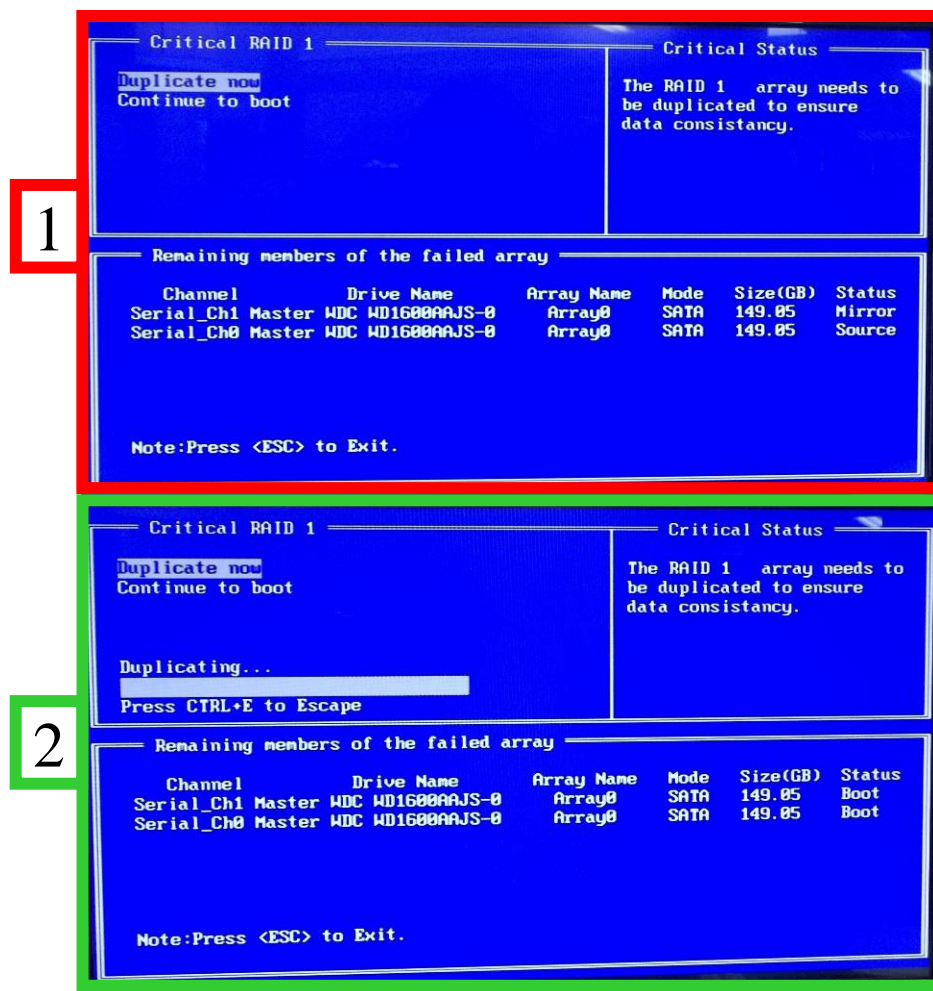 1
Critical RAID 1
Critical Status
Duplicate now
Continue to boot
The RAID 1 array needs to
be duplicated to ensure
data consistancy.
Remaining members of the failed array
Channel Drive Name Array Name Mode Size(GB) Status
Serial_Ch1 Master WDC WD1600AAJS-0 Array0 SATA 149.05 Mirror
Serial_Ch0 Master WDC WD1600AAJS-0 Array0 SATA 149.05 Source
Note:Press <ESC> to Exit.
2
Critical RAID 1
Critical Status
Duplicate now
Continue to boot
The RAID 1 array needs to
be duplicated to ensure
data consistancy.
Duplicating...
Press CTRL+E to Escape
Remaining members of the failed array
Channel Drive Name Array Name Mode Size(GB) Status
Serial_Ch1 Master WDC WD1600AAJS-0 Array0 SATA 149.05 Boot
Serial_Ch0 Master WDC WD1600AAJS-0 Array0 SATA 149.05 Boot
Note:Press <ESC> to Exit.